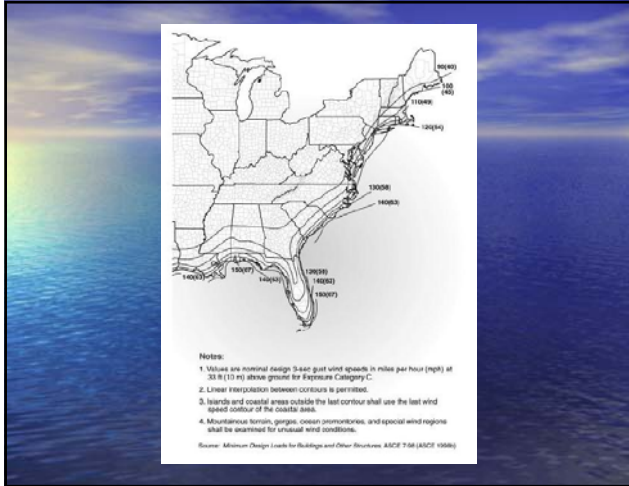 90(40)
100
(45)
110(49)
120(54)
130(58)
140(63)
140(63)
150(67)
140(63)
130(58)
140(63)
150(67)
Notes:
1. Values are nominal design 3-sec gust wind speeds in miles per hour (mph) at
33 ft (10 m) above ground for Exposure Category C.
2. Linear interpolation between contours is permitted.
3. Islands and coastal areas outside the last contour shall use the last wind
speed contour of the coastal area.
4. Mountainous terrain, gorges, ocean promontories, and special wind regions
shall be examined for unusual wind conditions.
Source: Minimum Design Loads for Buildings and Other Structures, ASCE 7-98 (ASCE 1998b).